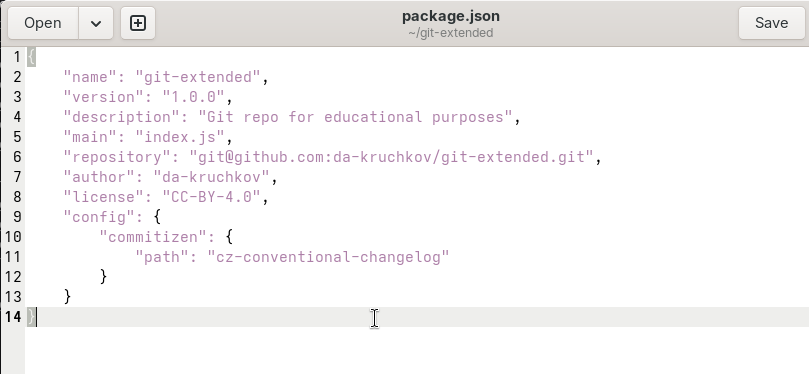 Open
package.json
~/git-extended
Save
1 {
2     "name": "git-extended",
3     "version": "1.0.0",
4     "description": "Git repo for educational purposes",
5     "main": "index.js",
6     "repository": "git@github.com:da-kruchkov/git-extended.git",
7     "author": "da-kruchkov",
8     "license": "CC-BY-4.0",
9     "config": {
10         "commitizen": {
11             "path": "cz-conventional-changelog"
12         }
13     }
14 }